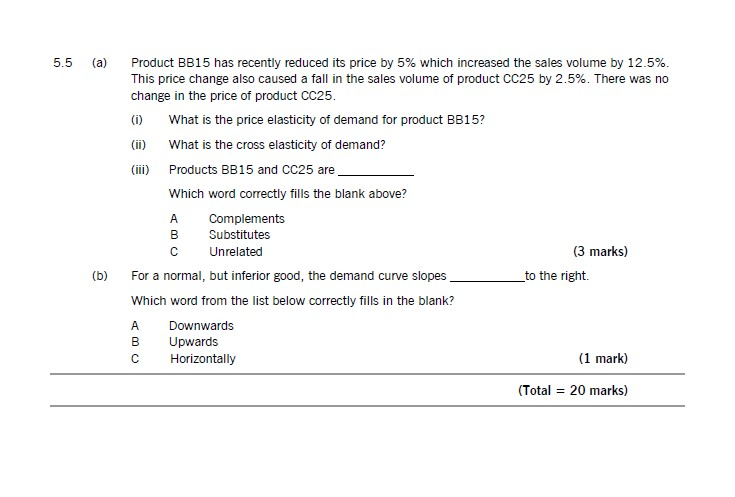 5.5 (a) Product BB15 has recently reduced its price by 5% which increased the sales volume by 12.5%.
This price change also caused a fall in the sales volume of product CC25 by 2.5%. There was no
change in the price of product CC25.
(i) What is the price elasticity of demand for product BB15?
(ii) What is the cross elasticity of demand?
(iii) Products BB15 and CC25 are ____________
Which word correctly fills the blank above?
A Complements
B Substitutes
C Unrelated (3 marks)
(b) For a normal, but inferior good, the demand curve slopes ____________to the right.
Which word from the list below correctly fills in the blank?
A Downwards
B Upwards
C Horizontally (1 mark)
(Total = 20 marks)